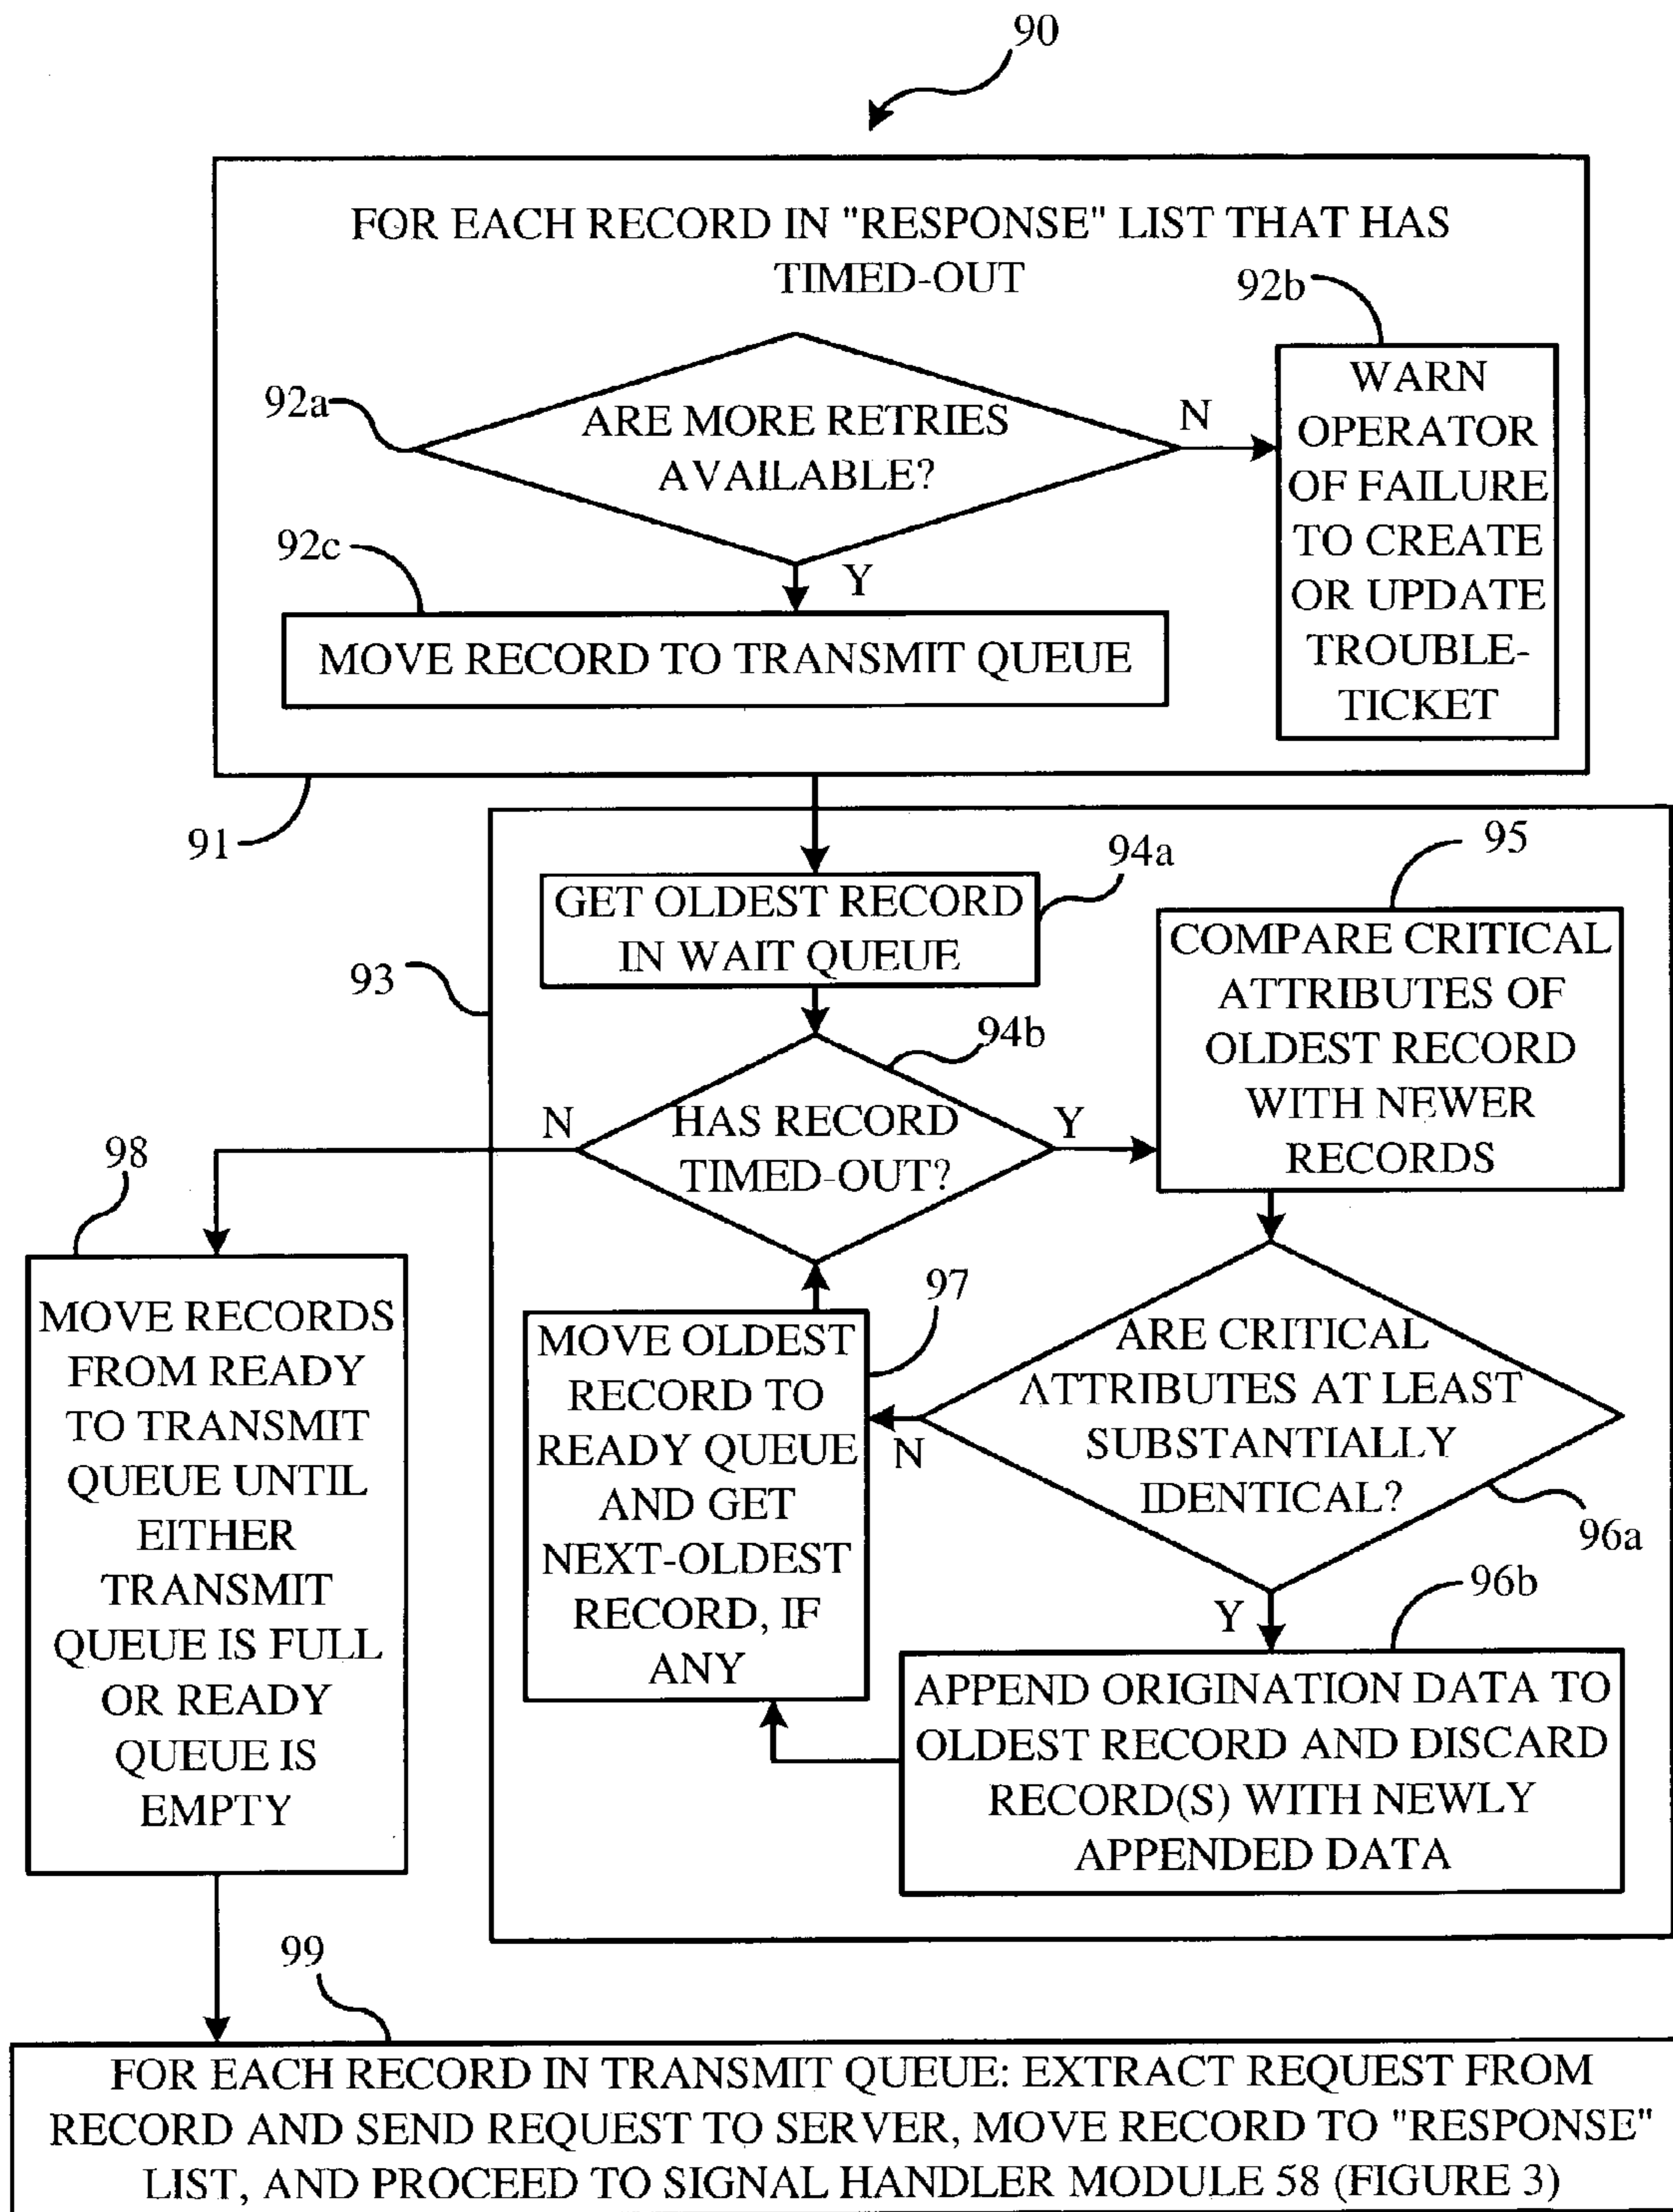 90
FOR EACH RECORD IN "RESPONSE" LIST THAT HAS
TIMED-OUT
92b
92a
ARE MORE RETRIES
AVAILABLE?
N
WARN
OPERATOR
OF FAILURE
TO CREATE
OR UPDATE
TROUBLE-
TICKET
92c
Y
MOVE RECORD TO TRANSMIT QUEUE
91
94a
95
GET OLDEST RECORD
IN WAIT QUEUE
93
COMPARE CRITICAL
ATTRIBUTES OF
OLDEST RECORD
WITH NEWER
RECORDS
94b
N
HAS RECORD
TIMED-OUT?
Y
98
97
MOVE RECORDS
FROM READY
TO TRANSMIT
QUEUE UNTIL
EITHER
TRANSMIT
QUEUE IS FULL
OR READY
QUEUE IS
EMPTY
MOVE OLDEST
RECORD TO
READY QUEUE
AND GET
NEXT-OLDEST
RECORD, IF
ANY
ARE CRITICAL
ATTRIBUTES AT LEAST
SUBSTANTIALLY
IDENTICAL?
N
96a
Y
96b
APPEND ORIGINATION DATA TO
OLDEST RECORD AND DISCARD
RECORD(S) WITH NEWLY
APPENDED DATA
99
FOR EACH RECORD IN TRANSMIT QUEUE: EXTRACT REQUEST FROM
RECORD AND SEND REQUEST TO SERVER, MOVE RECORD TO "RESPONSE"
LIST, AND PROCEED TO SIGNAL HANDLER MODULE 58 (FIGURE 3)